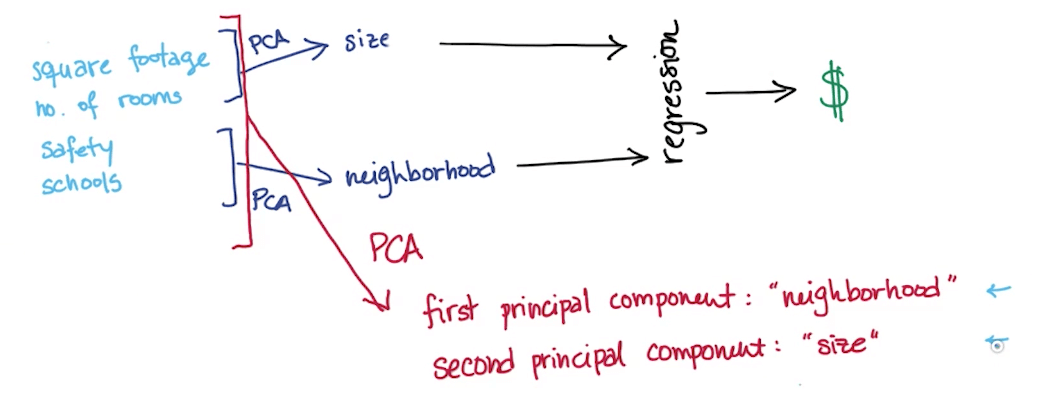 square footage
no. of rooms
safety
schools
PCA
size
PCA
neighborhood
regression
$
PCA
first principal component: "neighborhood" ←
second principal component: "size" ←